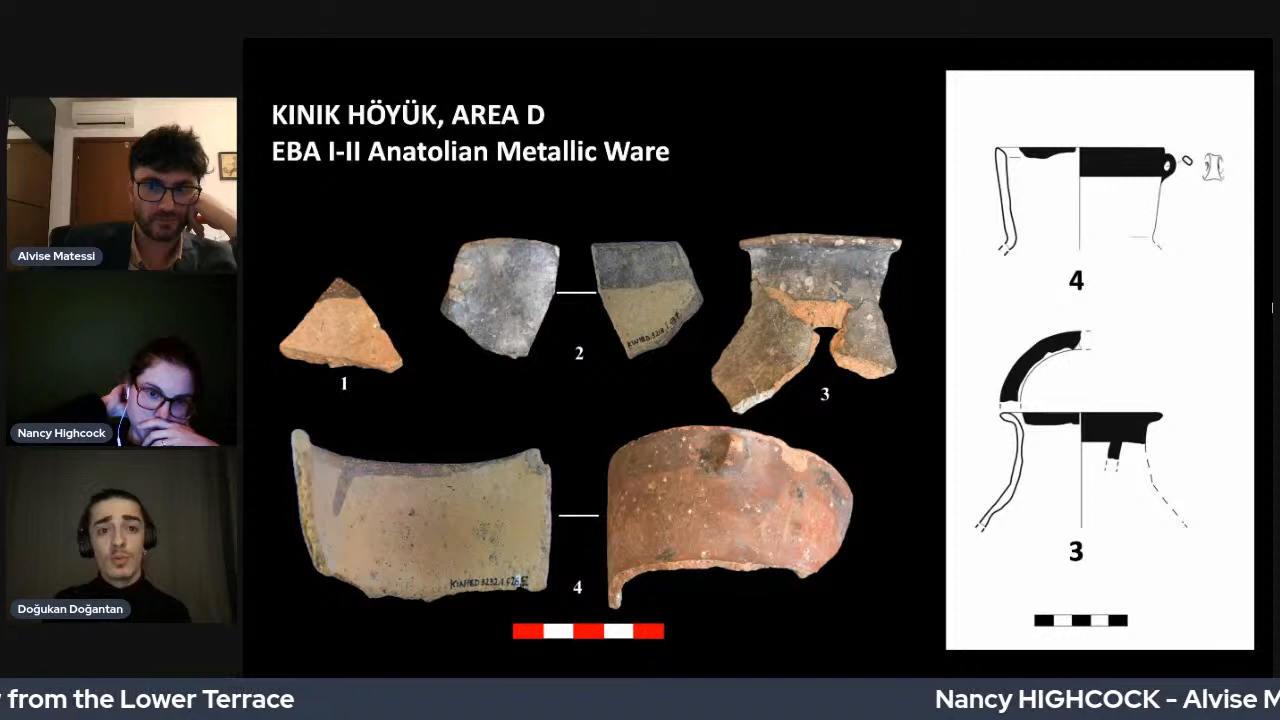 KINIK HÖYÜK, AREA D
EBA I-II Anatolian Metallic Ware
Alvise Matessi
Nancy Highcock
Doğukan Doğantan
1
2
3
4
4
3
from the Lower Terrace
Nancy HIGHCOCK - Alvise M